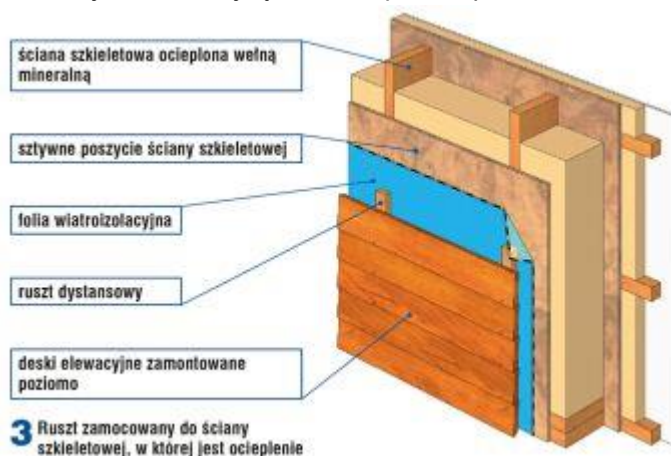 ściana szkieletowa ocieplona wełną
mineralną
sztywne poszycie ściany szkieletowej
folia wiatroizolacyjna
ruszt dystansowy
deski elewacyjne zamontowane
poziomo
3 Ruszt zamocowany do ściany
szkieletowej, w której jest ocieplenie